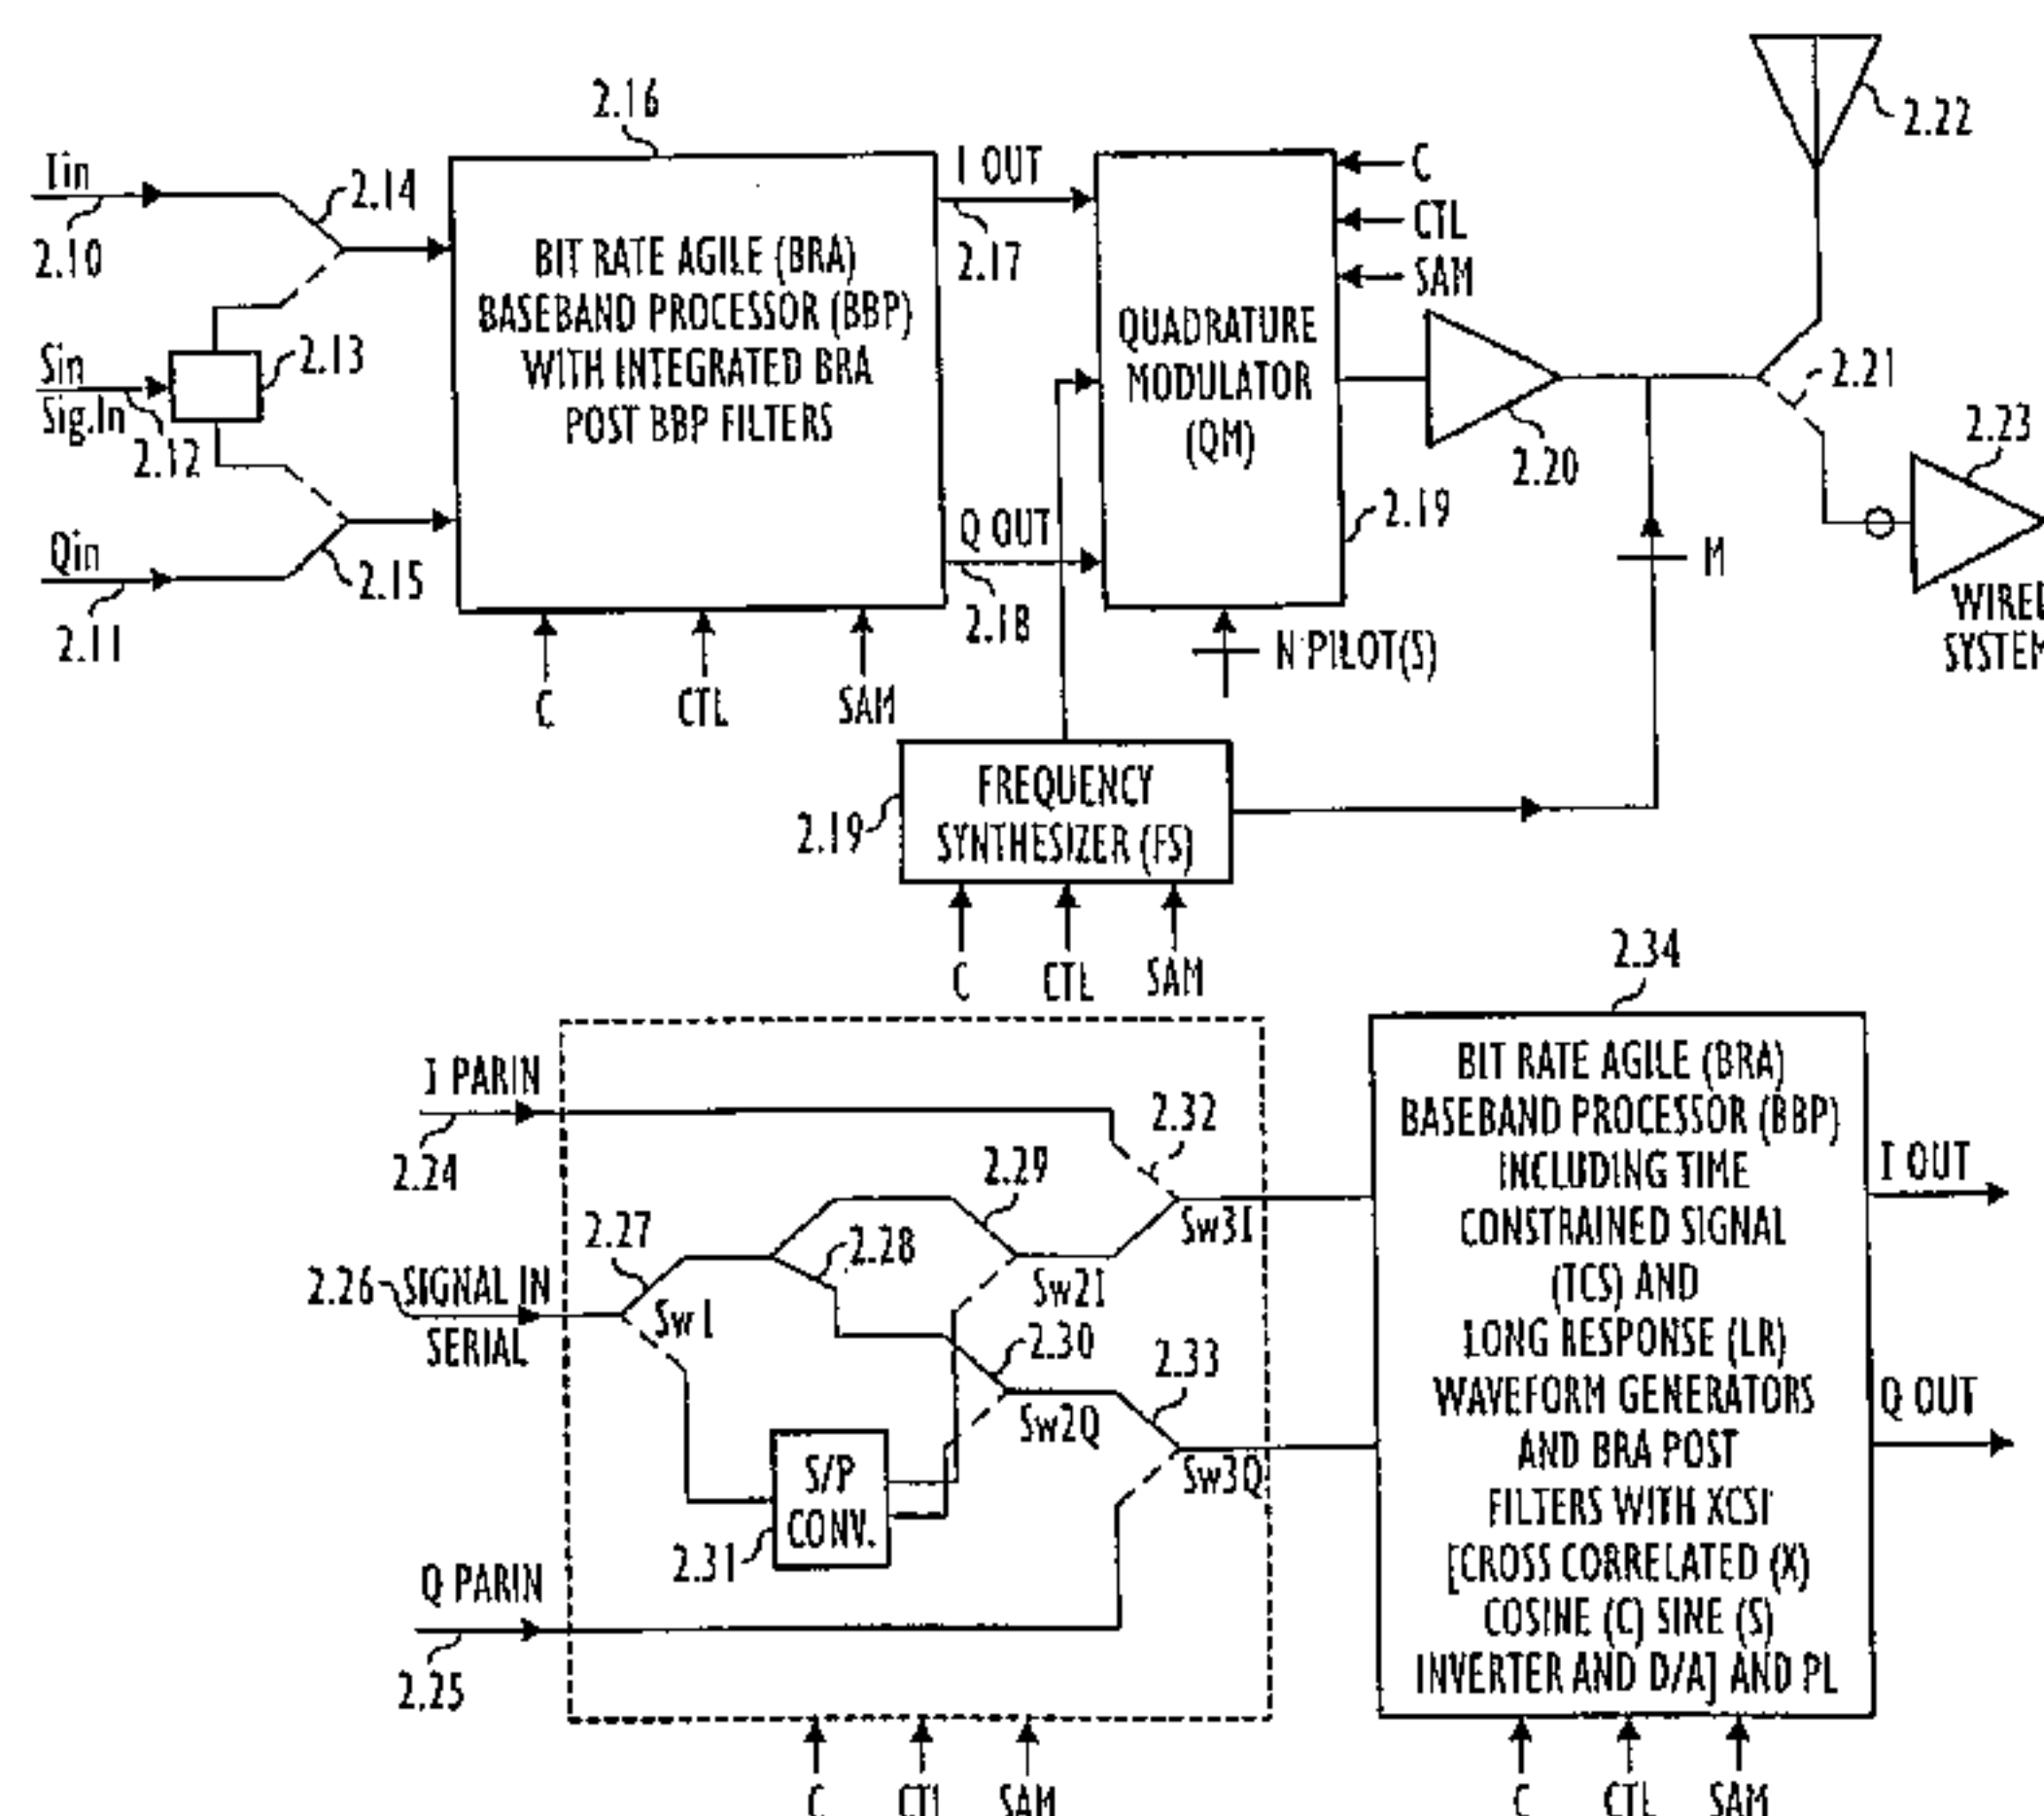 2.16
2.22
Iin
2.14
I OUT
C
2.10
2.17
CTL
SAM
BIT RATE AGILE (BRA)
BASEBAND PROCESSOR (BBP)
WITH INTEGRATED BRA
POST BBP FILTERS
QUADRATURE
MODULATOR
(QM)
Sin
2.13
Sig.In
2.12
2.21
2.23
2.20
2.19
Qin
2.15
Q OUT
2.11
2.18
M
WIRED
SYSTEM
N PILOT(S)
C
CTL
SAM
FREQUENCY
SYNTHESIZER (FS)
2.19
C
CTL
SAM
2.34
I PARIN
2.24
2.32
2.29
2.27
2.28
Sw3I
2.26
SIGNAL IN
SERIAL
Sw1
Sw2I
2.30
2.33
Sw2Q
Sw3Q
S/P
CONV.
2.31
Q PARIN
2.25
BIT RATE AGILE (BRA)
BASEBAND PROCESSOR (BBP)
INCLUDING TIME
CONSTRAINED SIGNAL
(TCS) AND
LONG RESPONSE (LR)
WAVEFORM GENERATORS
AND BRA POST
FILTERS WITH XCSI
[CROSS CORRELATED (X)
COSINE (C) SINE (S)
INVERTER AND D/A] AND PL
I OUT
Q OUT
C
CTL
SAM
C
CTL
SAM